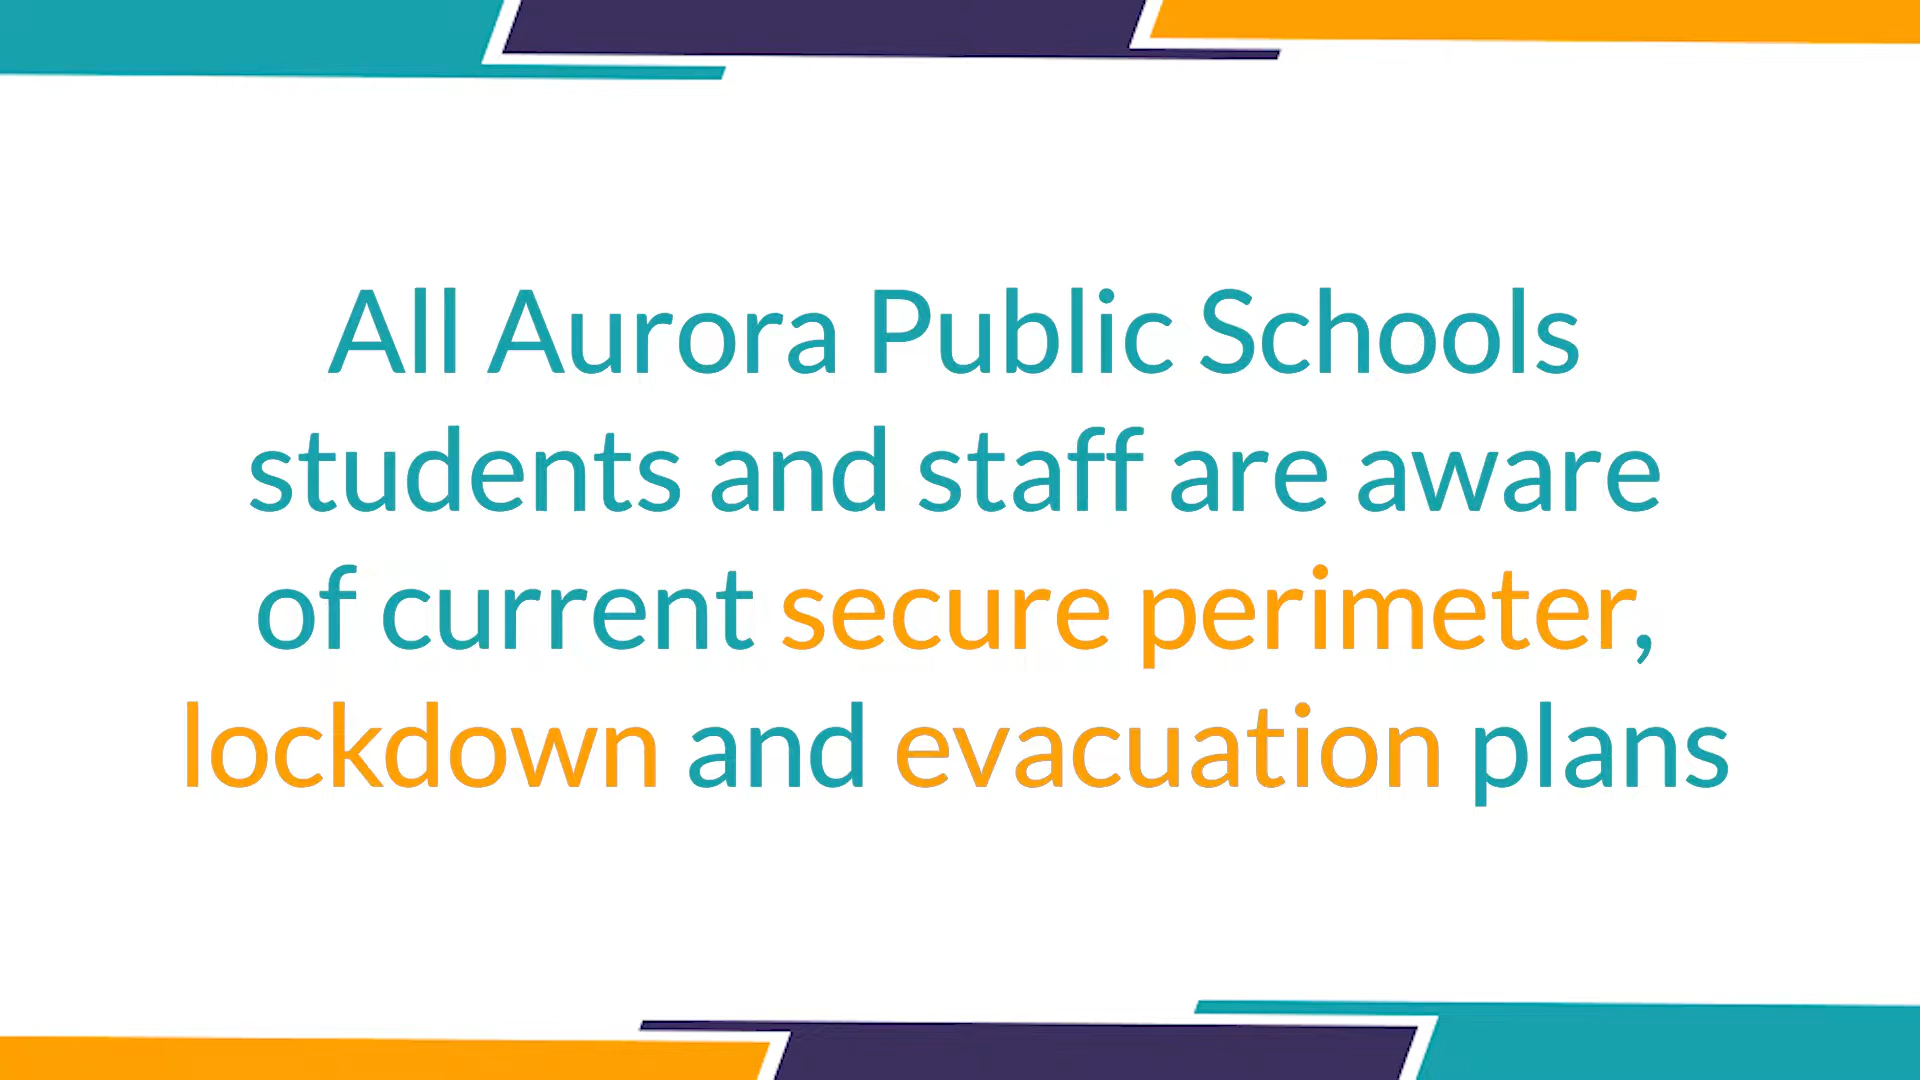 All Aurora Public Schools
students and staff are aware
of current secure perimeter,
lockdown and evacuation plans